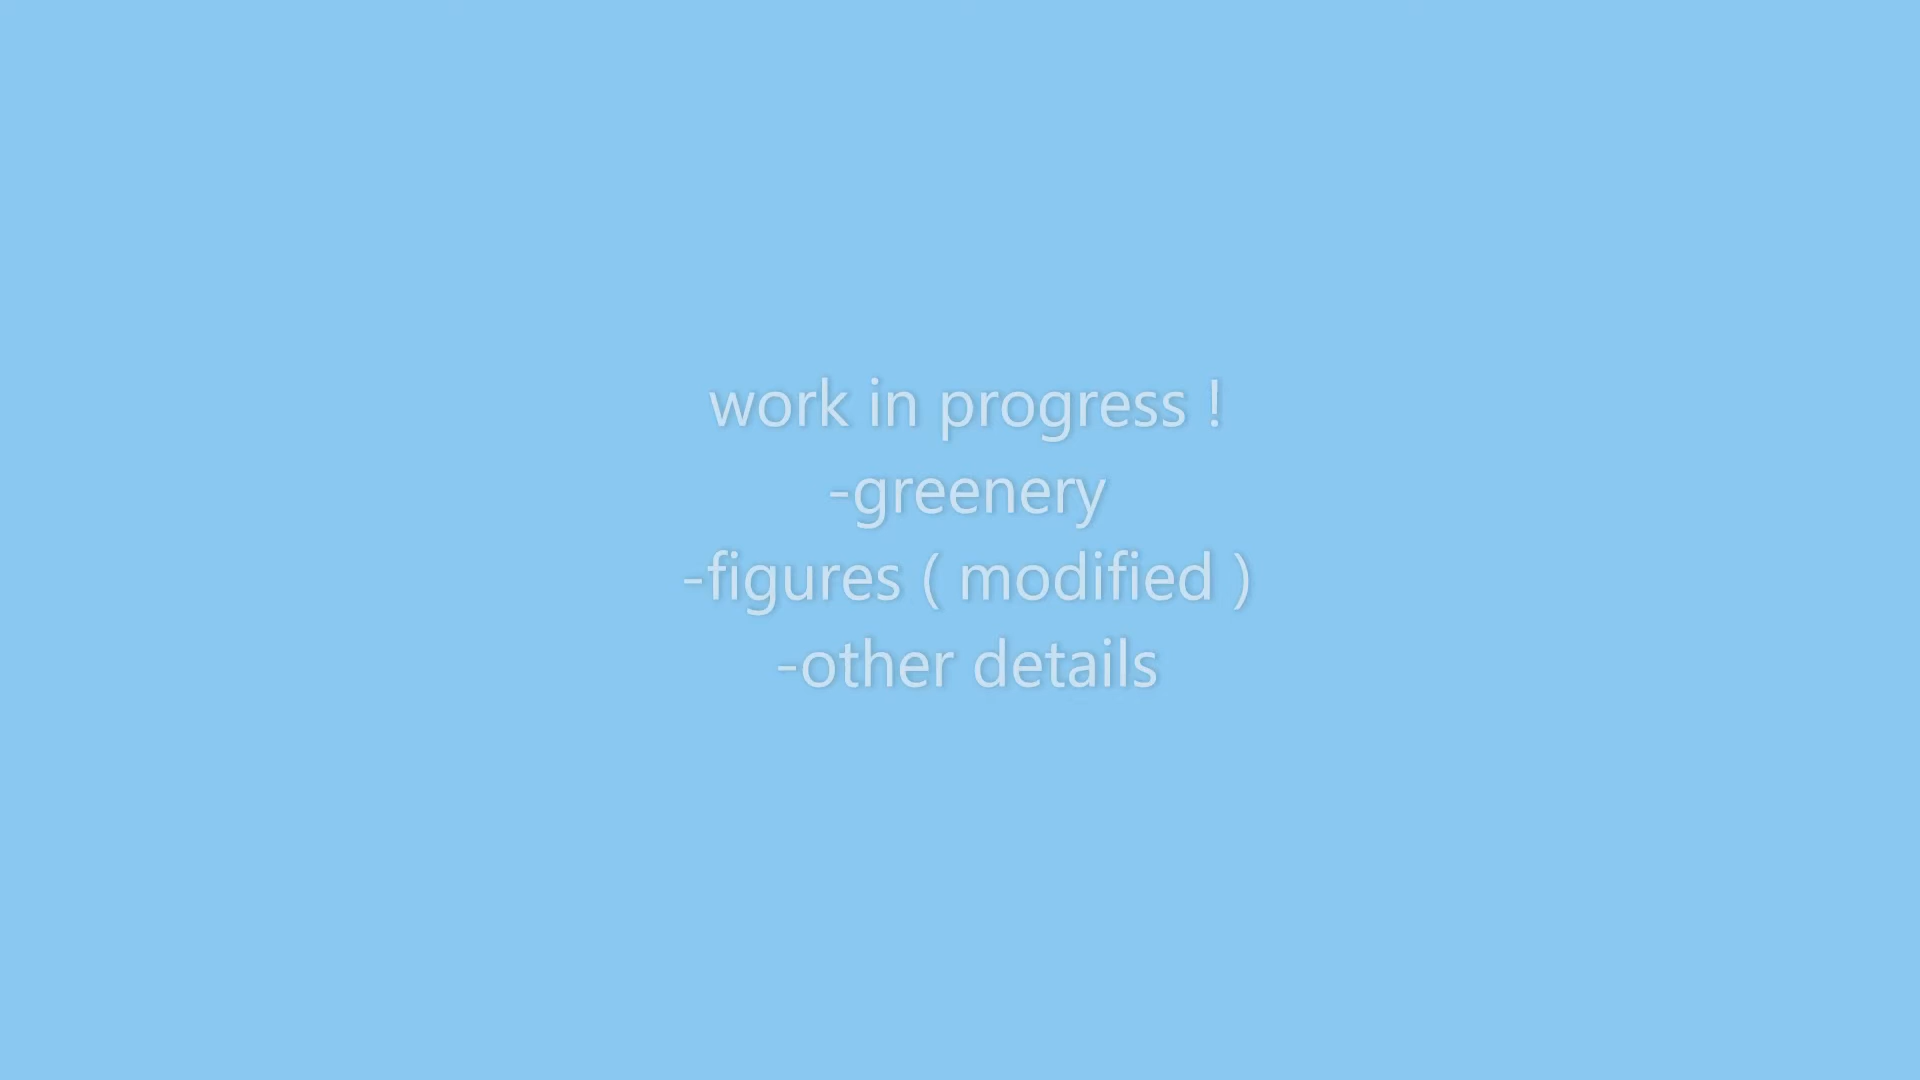 work in progress !
-greenery
-figures ( modified )
-other details